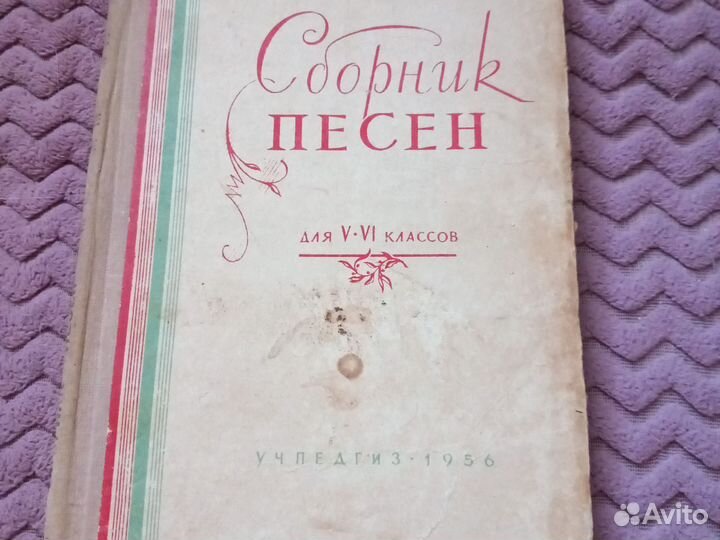 Сборник
ПЕСЕН
ДЛЯ V·VI КЛАССОВ
УЧПЕДГИЗ·1956
Avito